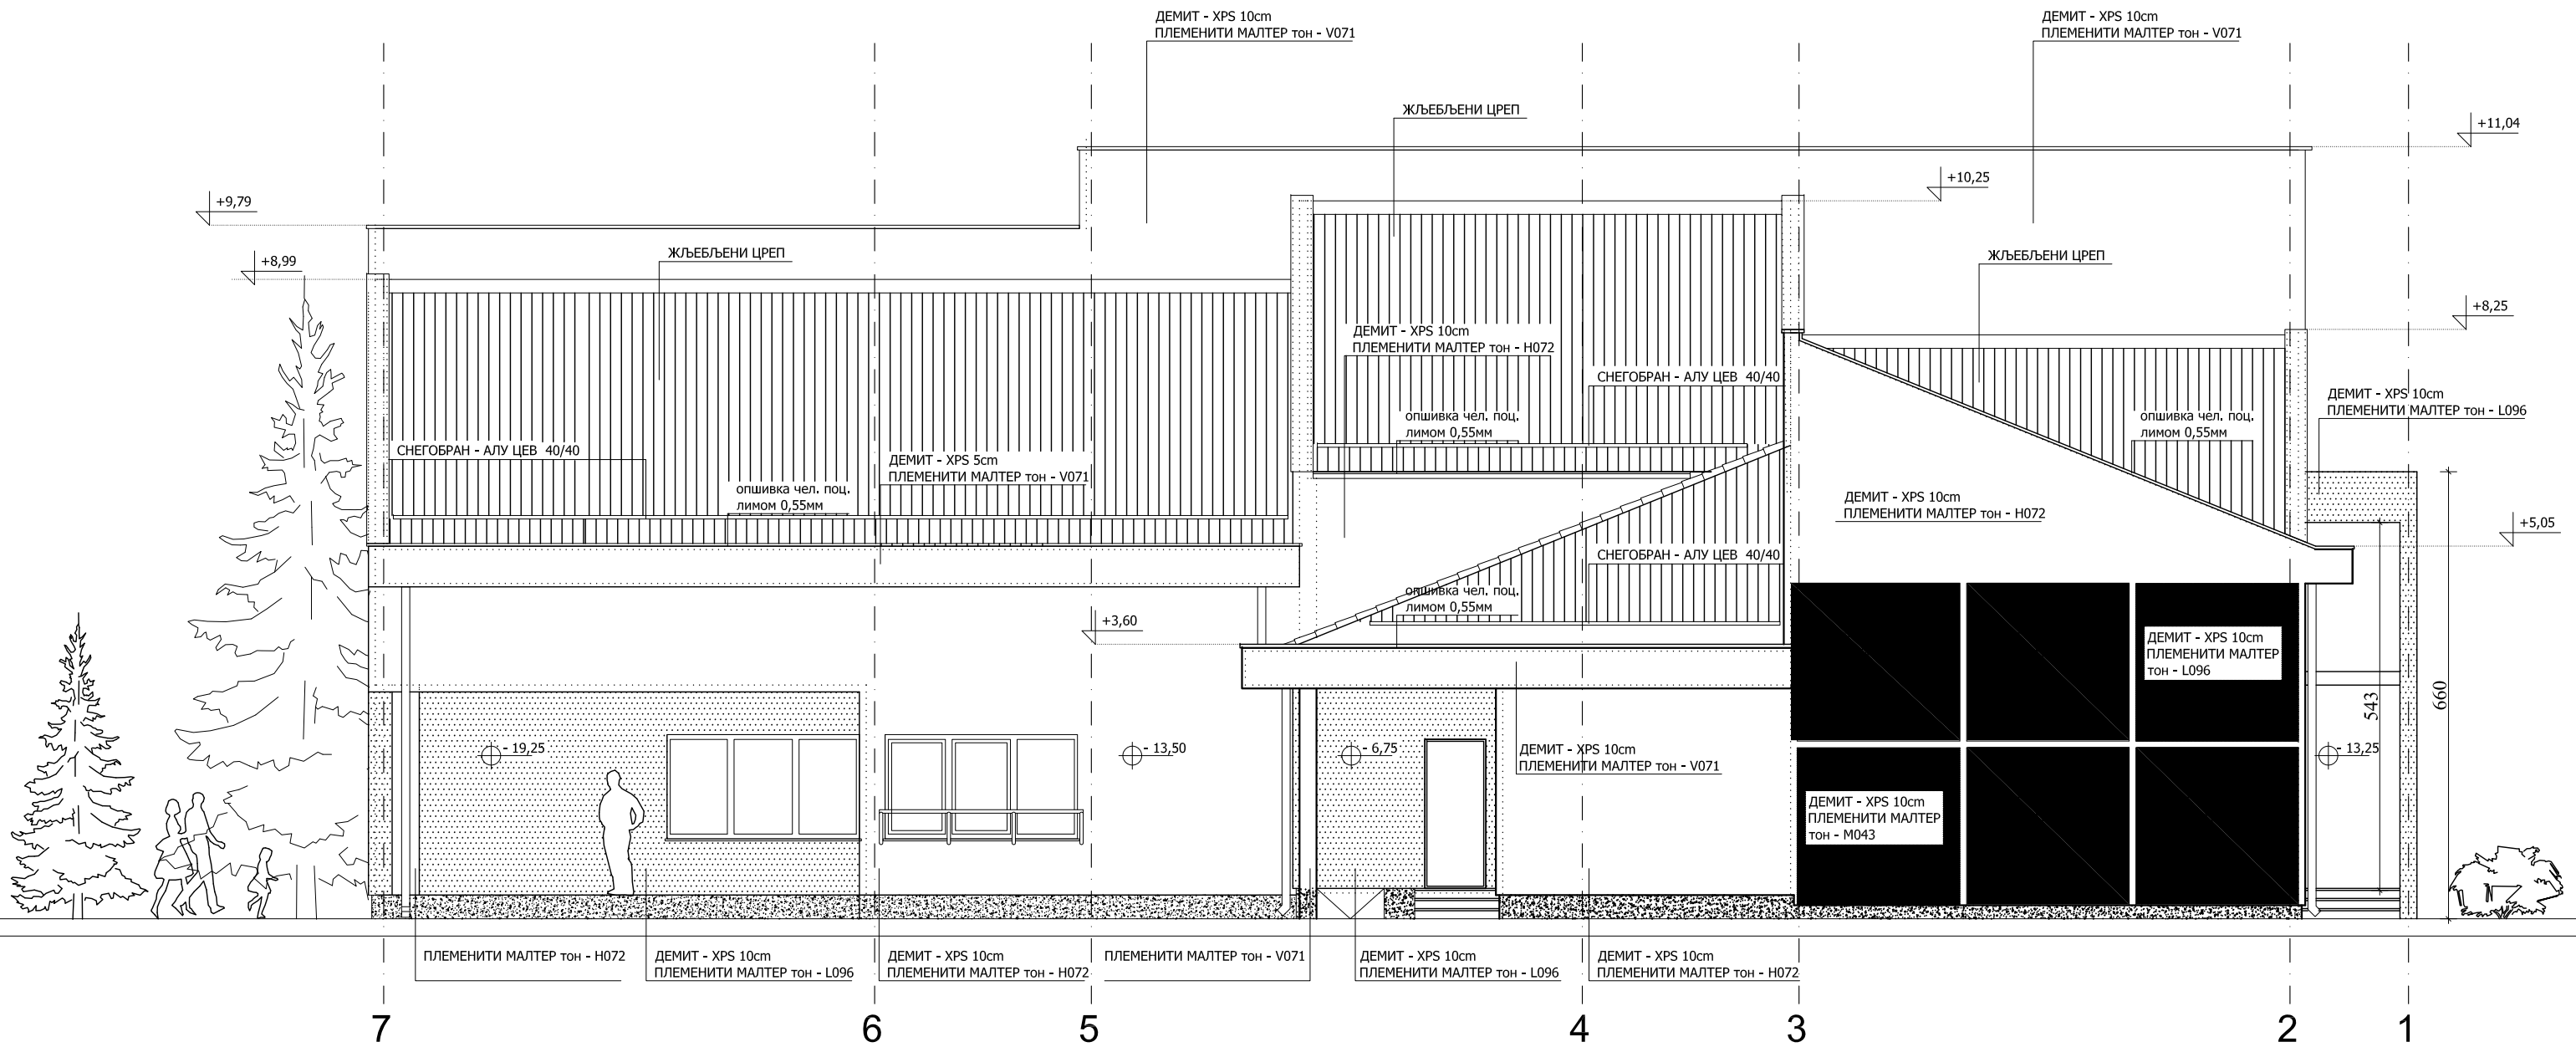 ДЕМИТ - XPS 10cm
ПЛЕМЕНИТИ МАЛТЕР тон - V071
ДЕМИТ - XPS 10cm
ПЛЕМЕНИТИ МАЛТЕР тон - V071
ЖЉЕБЉЕНИ ЦРЕП
+11,04
+10,25
+9,79
ЖЉЕБЉЕНИ ЦРЕП
ЖЉЕБЉЕНИ ЦРЕП
+8,99
+8,25
ДЕМИТ - XPS 10cm
ПЛЕМЕНИТИ МАЛТЕР тон - H072
СНЕГОБРАН - АЛУ ЦЕВ 40/40
ДЕМИТ - XPS 10cm
ПЛЕМЕНИТИ МАЛТЕР тон - L096
опшивка чел. поц.
лимом 0,55мм
опшивка чел. поц.
лимом 0,55мм
СНЕГОБРАН - АЛУ ЦЕВ 40/40
ДЕМИТ - XPS 5cm
ПЛЕМЕНИТИ МАЛТЕР тон - V071
опшивка чел. поц.
лимом 0,55мм
ДЕМИТ - XPS 10cm
ПЛЕМЕНИТИ МАЛТЕР тон - H072
+5,05
СНЕГОБРАН - АЛУ ЦЕВ 40/40
опшивка чел. поц.
лимом 0,55мм
+3,60
ДЕМИТ - XPS 10cm
ПЛЕМЕНИТИ МАЛТЕР
тон - L096
543
660
- 19,25
- 13,50
- 6,75
- 13,25
ДЕМИТ - XPS 10cm
ПЛЕМЕНИТИ МАЛТЕР тон - V071
ДЕМИТ - XPS 10cm
ПЛЕМЕНИТИ МАЛТЕР
тон - M043
ПЛЕМЕНИТИ МАЛТЕР тон - H072
ДЕМИТ - XPS 10cm
ПЛЕМЕНИТИ МАЛТЕР тон - L096
ДЕМИТ - XPS 10cm
ПЛЕМЕНИТИ МАЛТЕР тон - H072
ПЛЕМЕНИТИ МАЛТЕР тон - V071
ДЕМИТ - XPS 10cm
ПЛЕМЕНИТИ МАЛТЕР тон - L096
ДЕМИТ - XPS 10cm
ПЛЕМЕНИТИ МАЛТЕР тон - H072
7 6 5 4 3 2 1